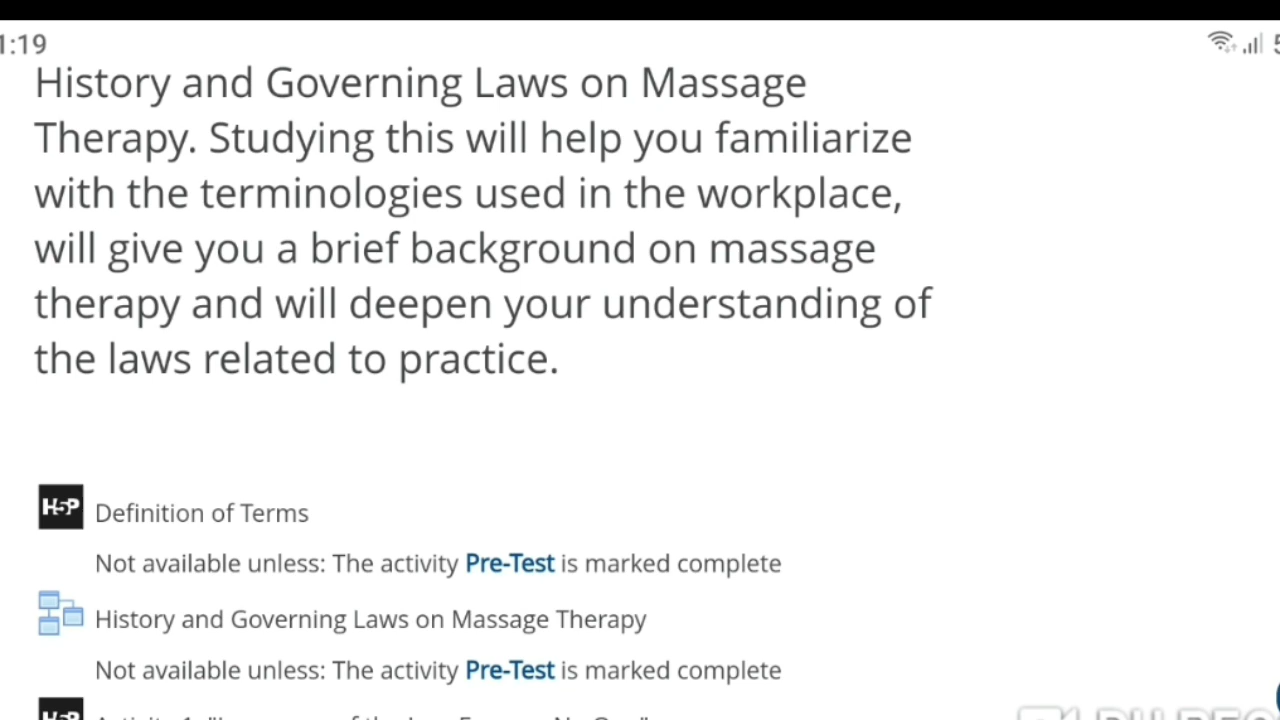 1:19
History and Governing Laws on Massage
Therapy. Studying this will help you familiarize
with the terminologies used in the workplace,
will give you a brief background on massage
therapy and will deepen your understanding of
the laws related to practice.
H5P Definition of Terms
Not available unless: The activity Pre-Test is marked complete
History and Governing Laws on Massage Therapy
Not available unless: The activity Pre-Test is marked complete